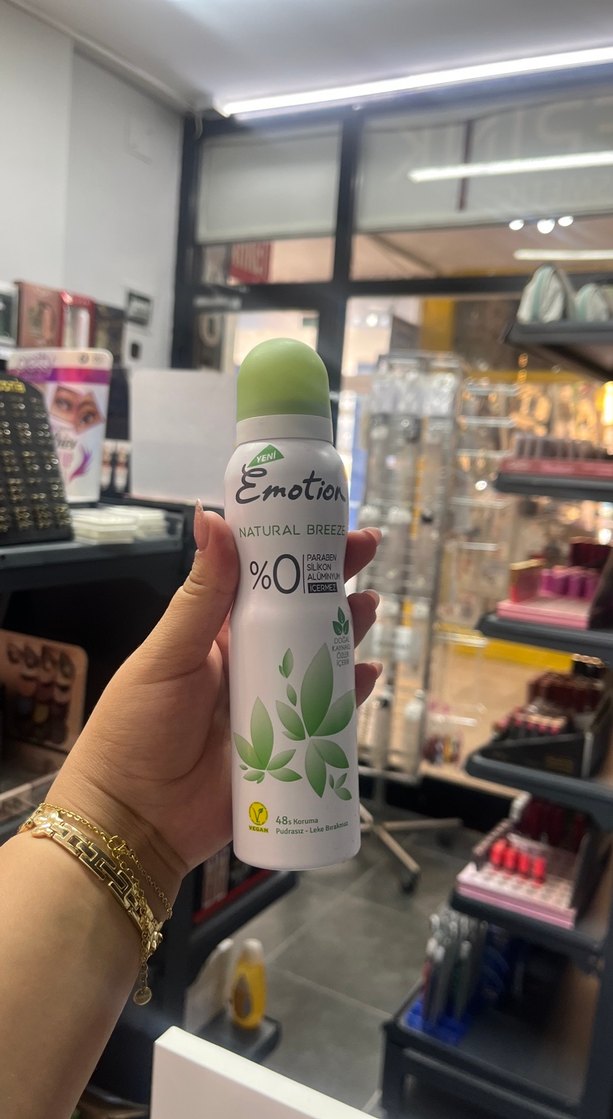 YENİ
Emotion
NATURAL BREEZE
%0
PARABEN
SİLİKON
ALÜMİNYUM
İÇERMEZ
DOĞAL
KAYNAKLI
ÖZLER
İÇERİR
VEGAN
48s Koruma
Pudrasız - Leke Bırakmaz